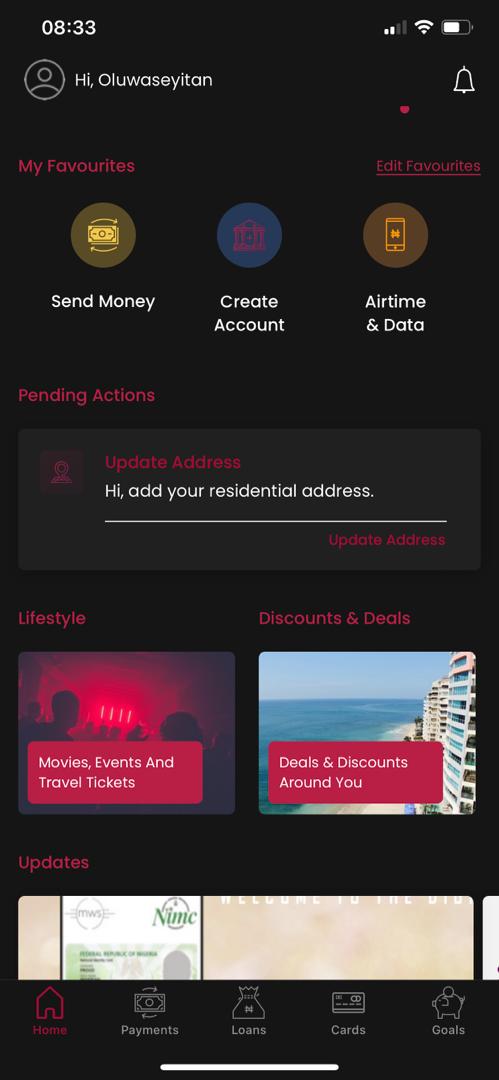 08:33
Hi, Oluwaseyitan
My Favourites
Edit Favourites
Send Money
Create
Account
Airtime
& Data
Pending Actions
Update Address
Hi, add your residential address.
Update Address
Lifestyle
Discounts & Deals
Movies, Events And
Travel Tickets
Deals & Discounts
Around You
Updates
WELCOME TO THE
mws
Nimc
FEDERAL REPUBLIC OF NIGERIA
Home
Payments
Loans
Cards
Goals